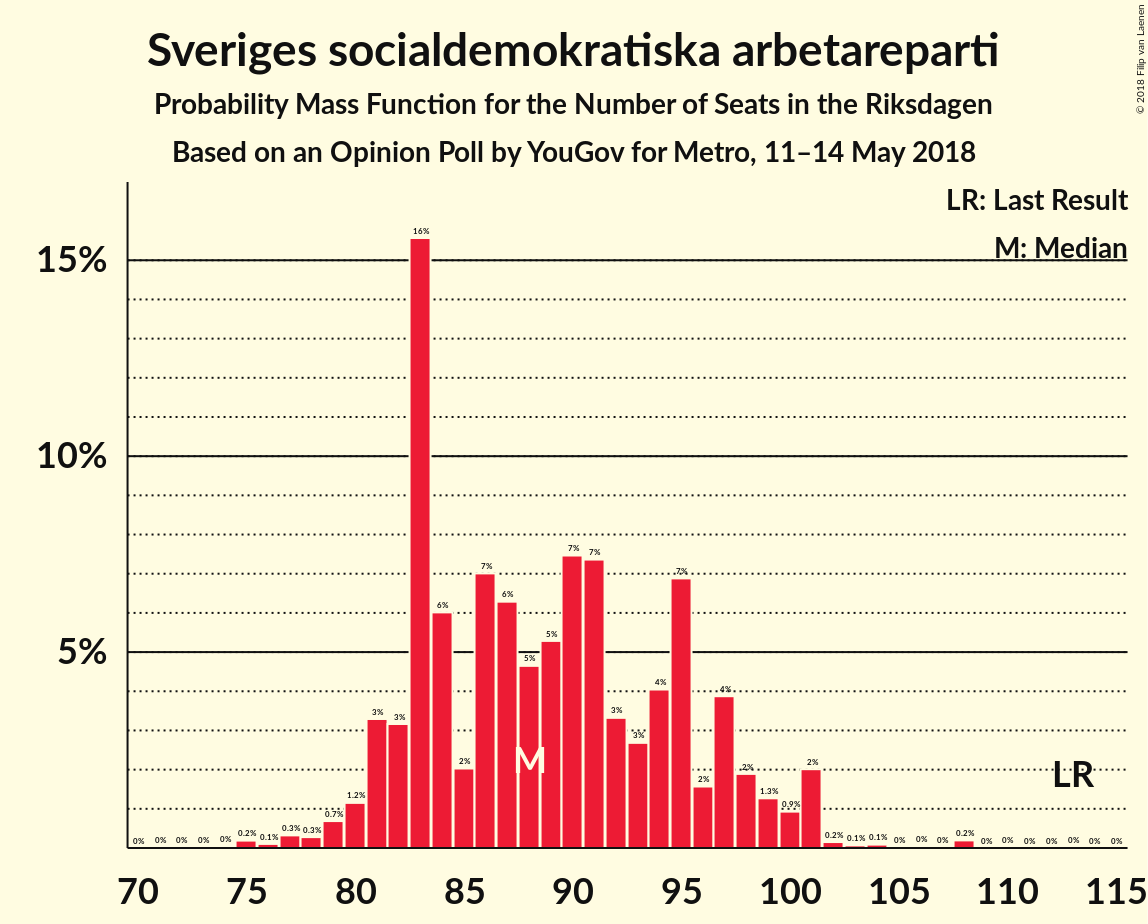 Sveriges socialdemokratiska arbetareparti
Probability Mass Function for the Number of Seats in the Riksdagen
Based on an Opinion Poll by YouGov for Metro, 11–14 May 2018
© 2018 Filip van Laenen
LR: Last Result
M: Median
15%
10%
5%
0% 0% 0% 0% 0% 0.2% 0.1% 0.3% 0.3% 0.7% 1.2% 3% 3% 16% 6% 2% 7% 6% 5% 5% 7% 7% 3% 3% 4% 7% 2% 4% 2% 1.3% 0.9% 2% 0.2% 0.1% 0.1% 0% 0% 0% 0.2% 0% 0% 0% 0% 0% 0% 0%
M
LR
70 75 80 85 90 95 100 105 110 115